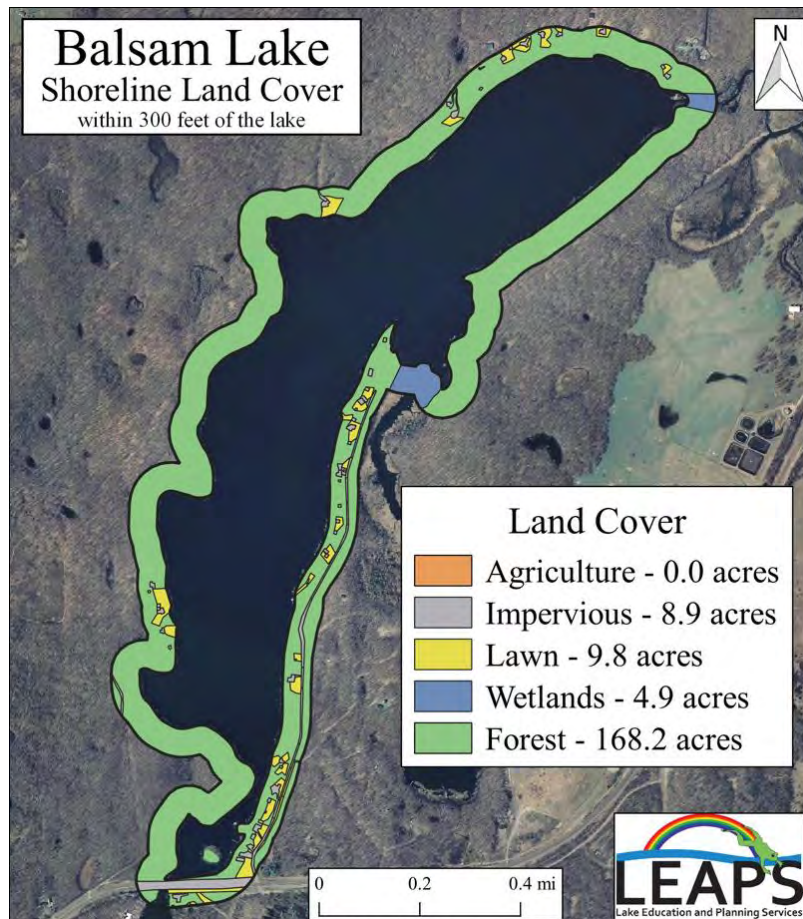 Balsam Lake
Shoreline Land Cover
within 300 feet of the lake
N
Land Cover
Agriculture - 0.0 acres
Impervious - 8.9 acres
Lawn - 9.8 acres
Wetlands - 4.9 acres
Forest - 168.2 acres
0 0.2 0.4 mi
LEAPS
Lake Education and Planning Services